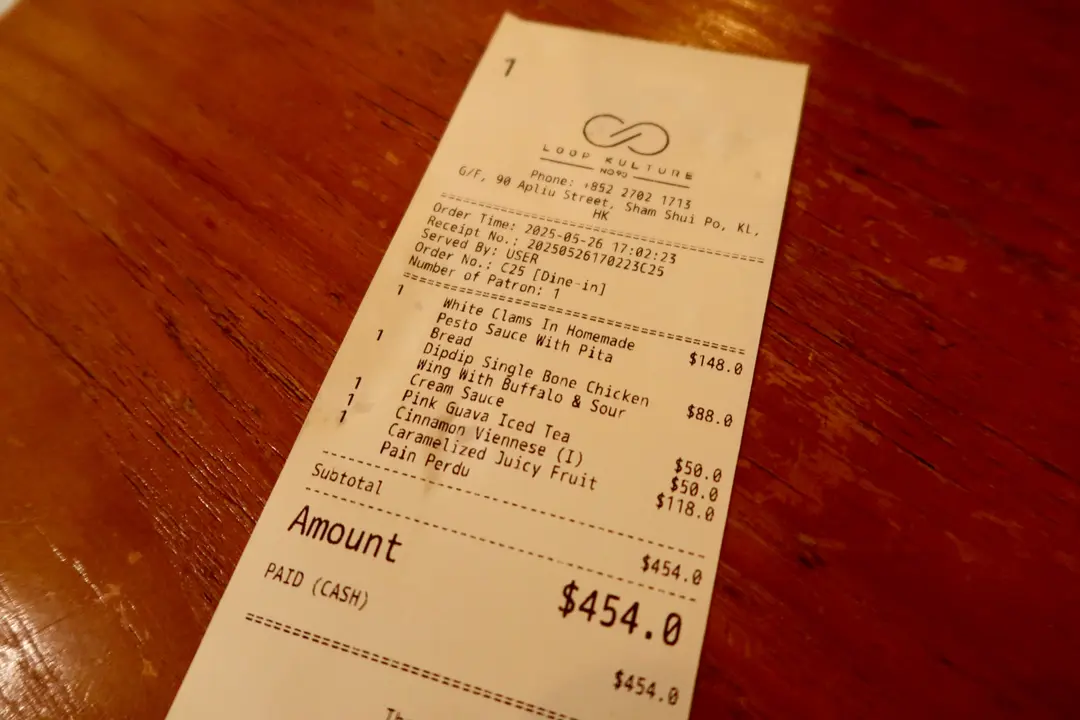 1
LOOP KULTURE
NO90
Phone: +852 2702 1713
G/F, 90 Apliu Street, Sham Shui Po, KL,
HK
Order Time: 2025-05-26 17:02:23
Receipt No.: 20250526170223C25
Served By: USER
Order No.: C25 [Dine-in]
Number of Patron: 1
1 White Clams In Homemade $148.0
Pesto Sauce With Pita
Bread
1 Dipdip Single Bone Chicken $88.0
Wing With Buffalo & Sour
Cream Sauce
1 Pink Guava Iced Tea $50.0
1 Cinnamon Viennese (I) $50.0
1 Caramelized Juicy Fruit $118.0
Pain Perdu
Subtotal $454.0
Amount $454.0
PAID (CASH) $454.0